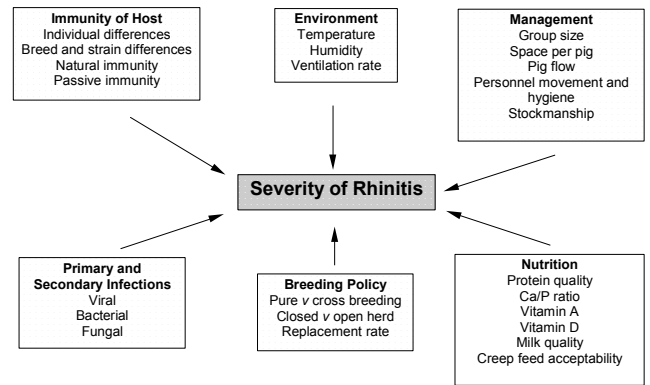 Immunity of Host
Individual differences
Breed and strain differences
Natural immunity
Passive immunity
Environment
Temperature
Humidity
Ventilation rate
Management
Group size
Space per pig
Pig flow
Personnel movement and
hygiene
Stockmanship
Severity of Rhinitis
Primary and
Secondary Infections
Viral
Bacterial
Fungal
Breeding Policy
Pure v cross breeding
Closed v open herd
Replacement rate
Nutrition
Protein quality
Ca/P ratio
Vitamin A
Vitamin D
Milk quality
Creep feed acceptability